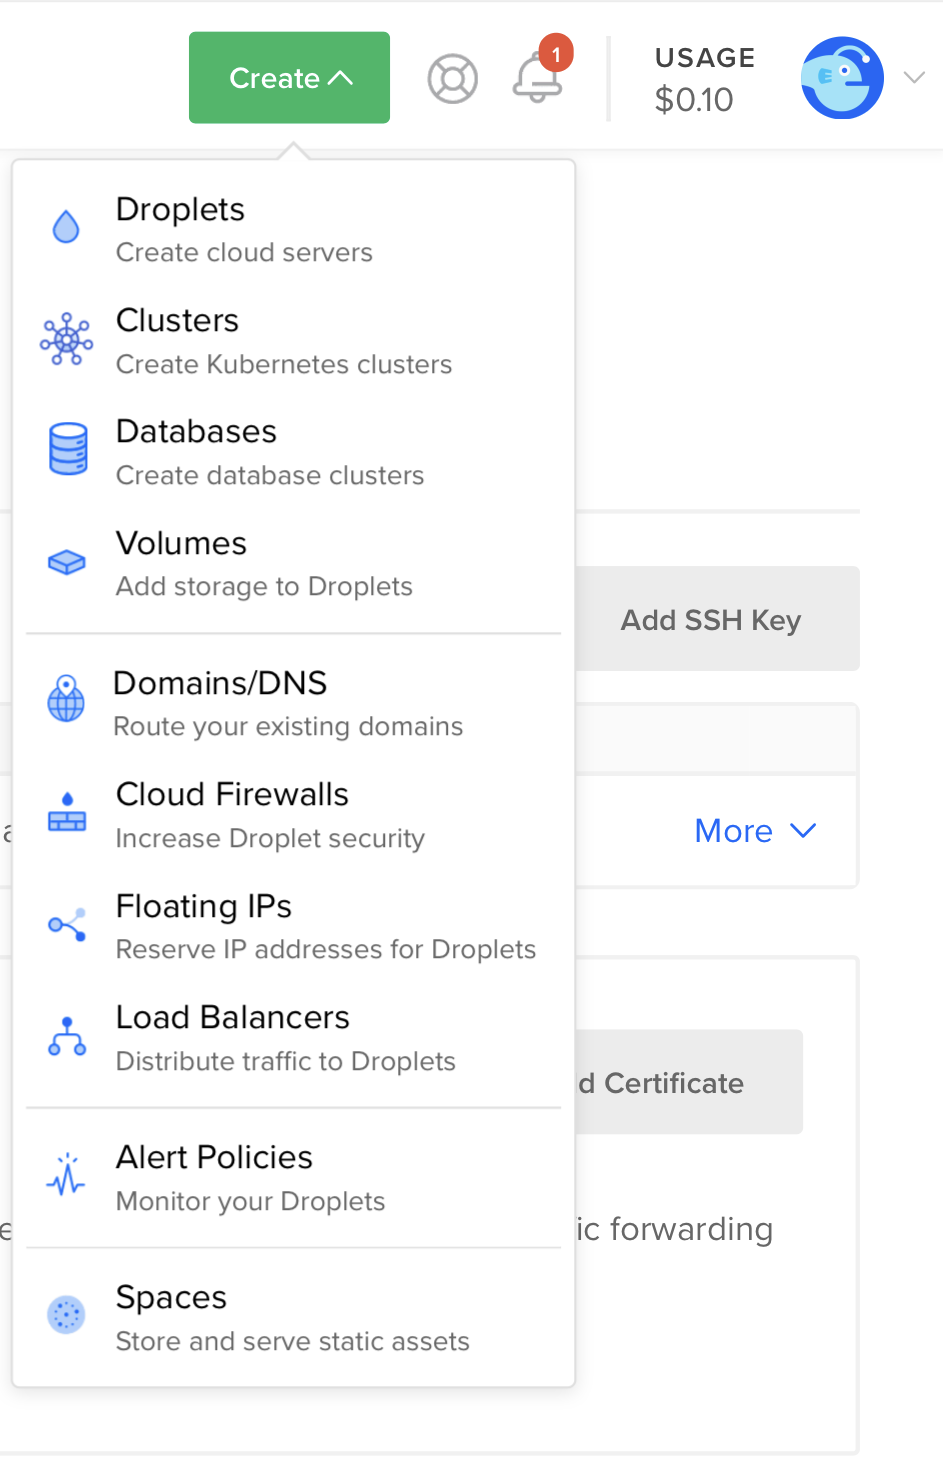 Create
1
USAGE
$0.10
Droplets
Create cloud servers
Clusters
Create Kubernetes clusters
Databases
Create database clusters
Volumes
Add storage to Droplets
Add SSH Key
Domains/DNS
Route your existing domains
Cloud Firewalls
Increase Droplet security
More
Floating IPs
Reserve IP addresses for Droplets
Load Balancers
Distribute traffic to Droplets
d Certificate
Alert Policies
Monitor your Droplets
ic forwarding
Spaces
Store and serve static assets